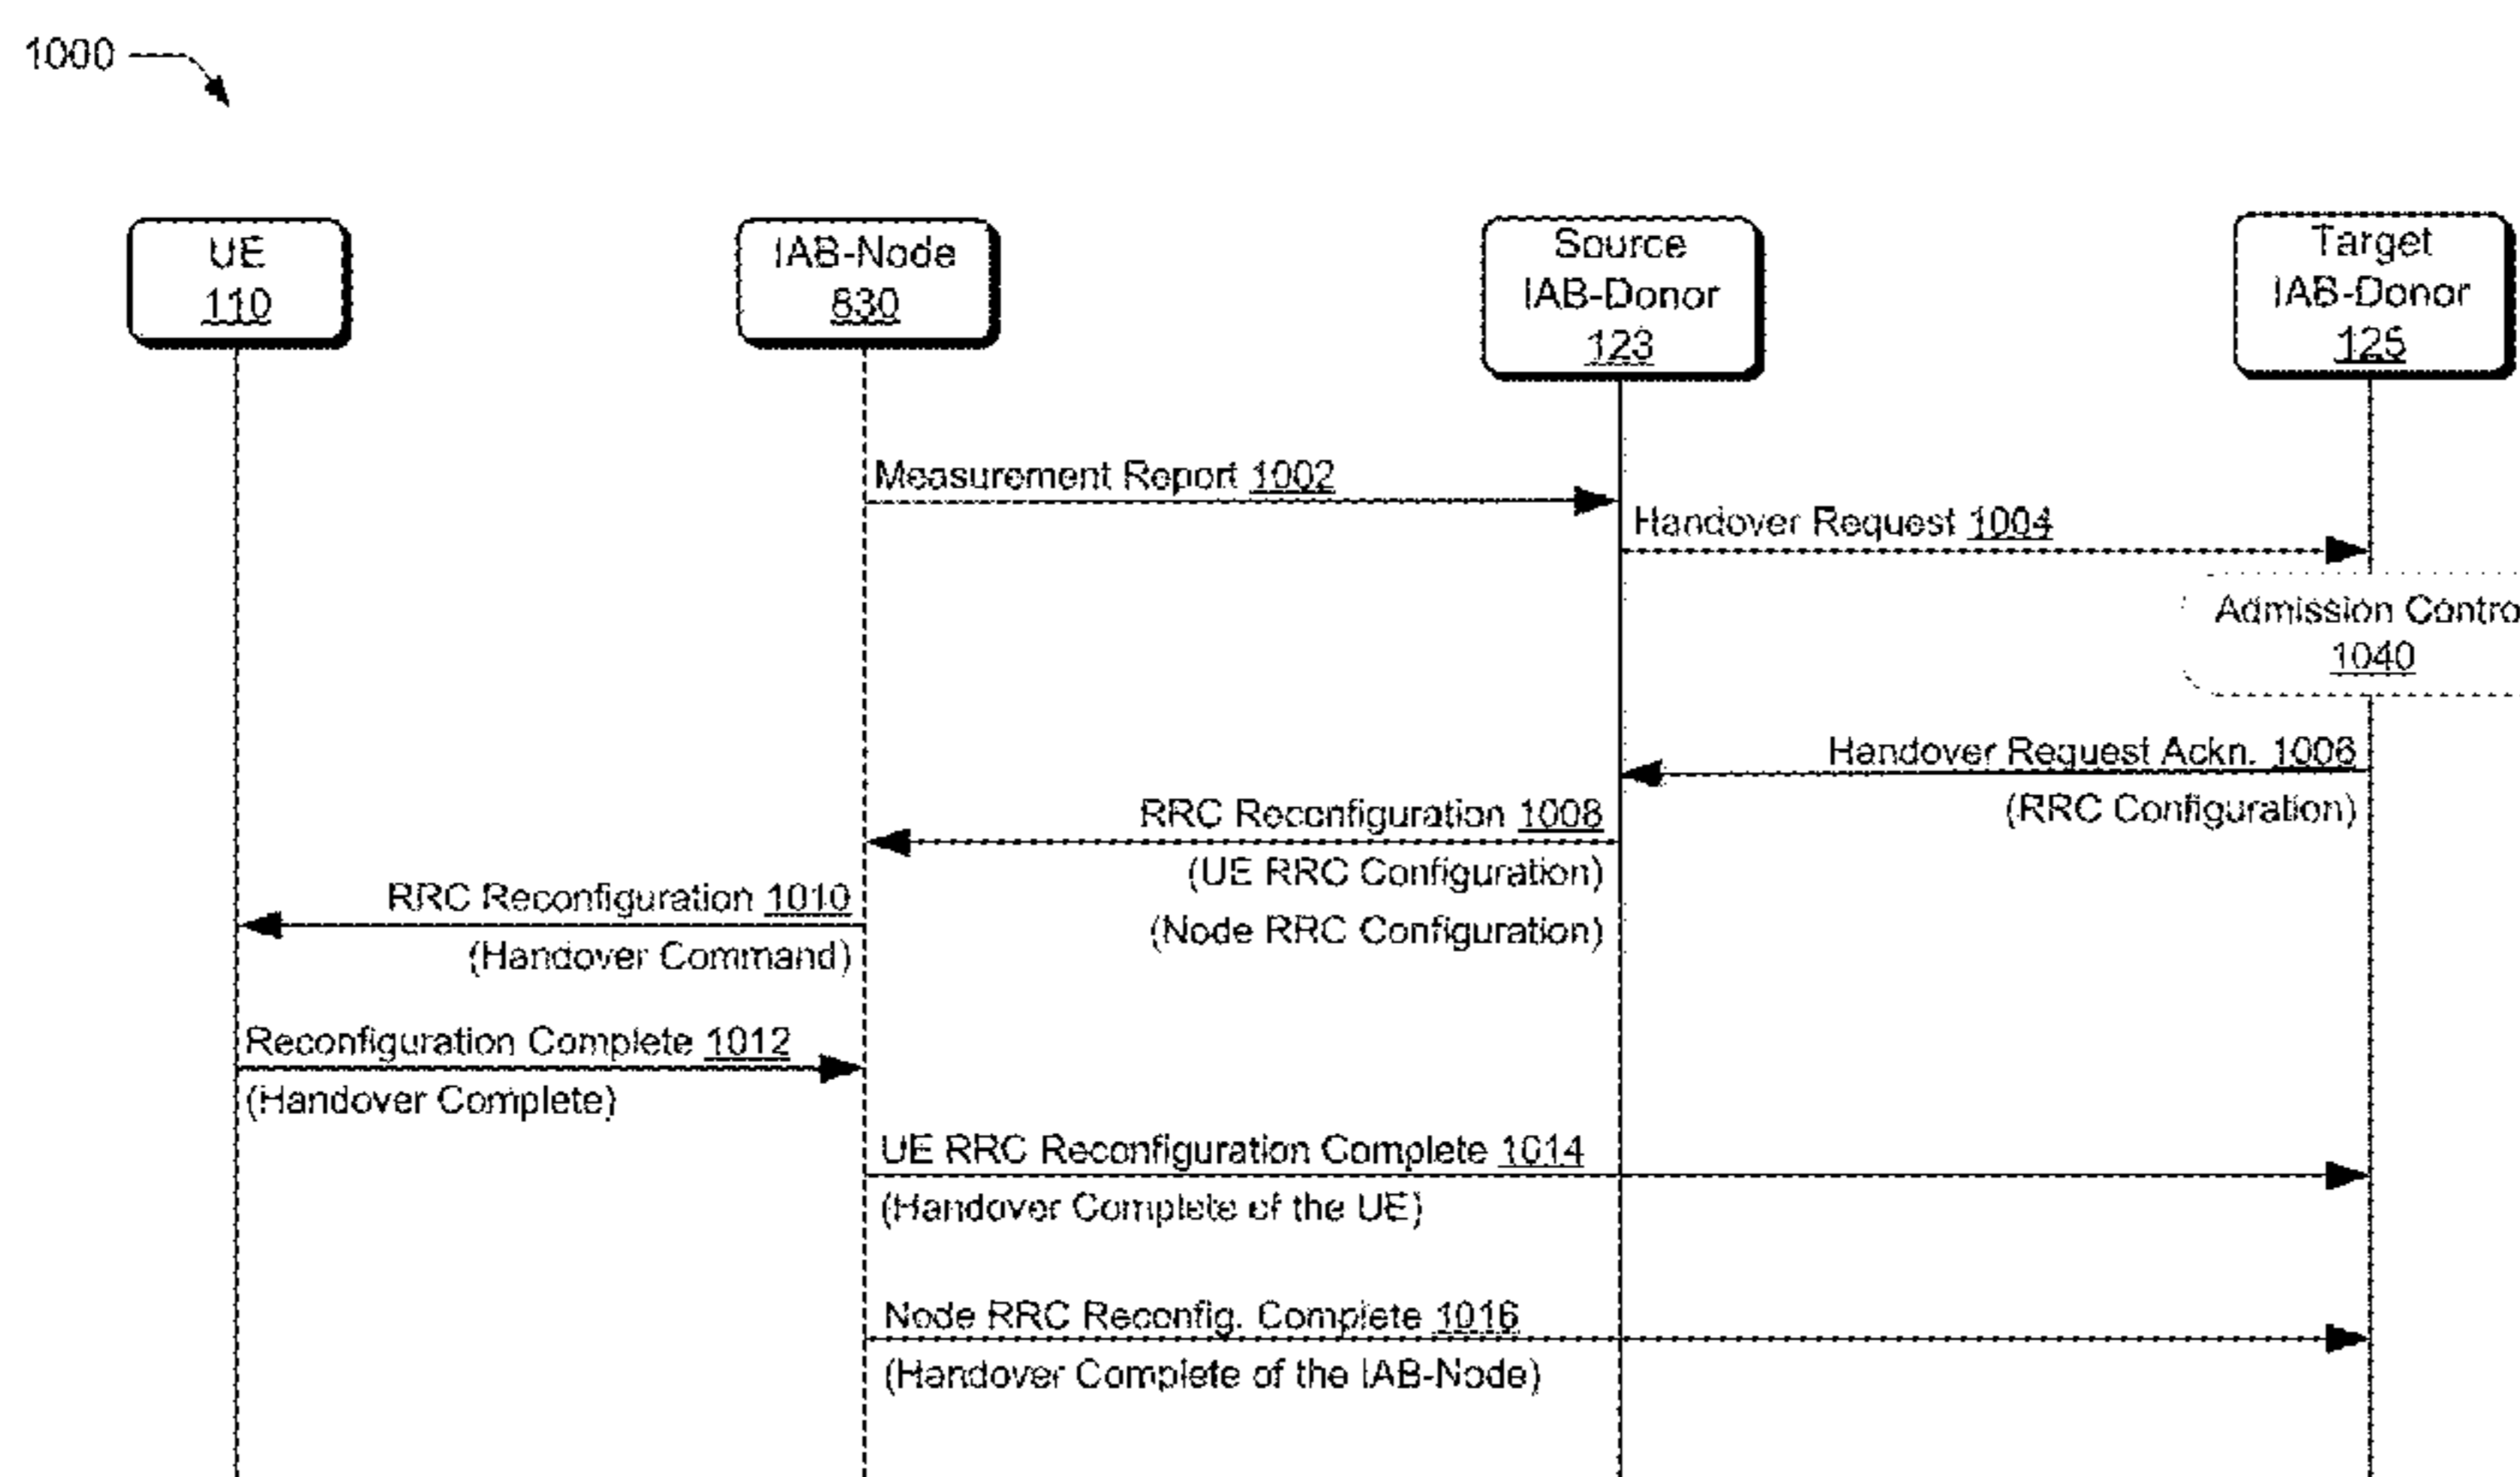 1000
UE
110
IAB-Node
830
Source
IAB-Donor
123
Target
IAB-Donor
125
Measurement Report 1002
Handover Request 1004
Admission Contro
1040
Handover Request Ackn. 1006
(RRC Configuration)
RRC Reconfiguration 1008
(UE RRC Configuration)
(Node RRC Configuration)
RRC Reconfiguration 1010
(Handover Command)
Reconfiguration Complete 1012
(Handover Complete)
UE RRC Reconfiguration Complete 1014
(Handover Complete of the UE)
Node RRC Reconfig. Complete 1016
(Handover Complete of the IAB-Node)